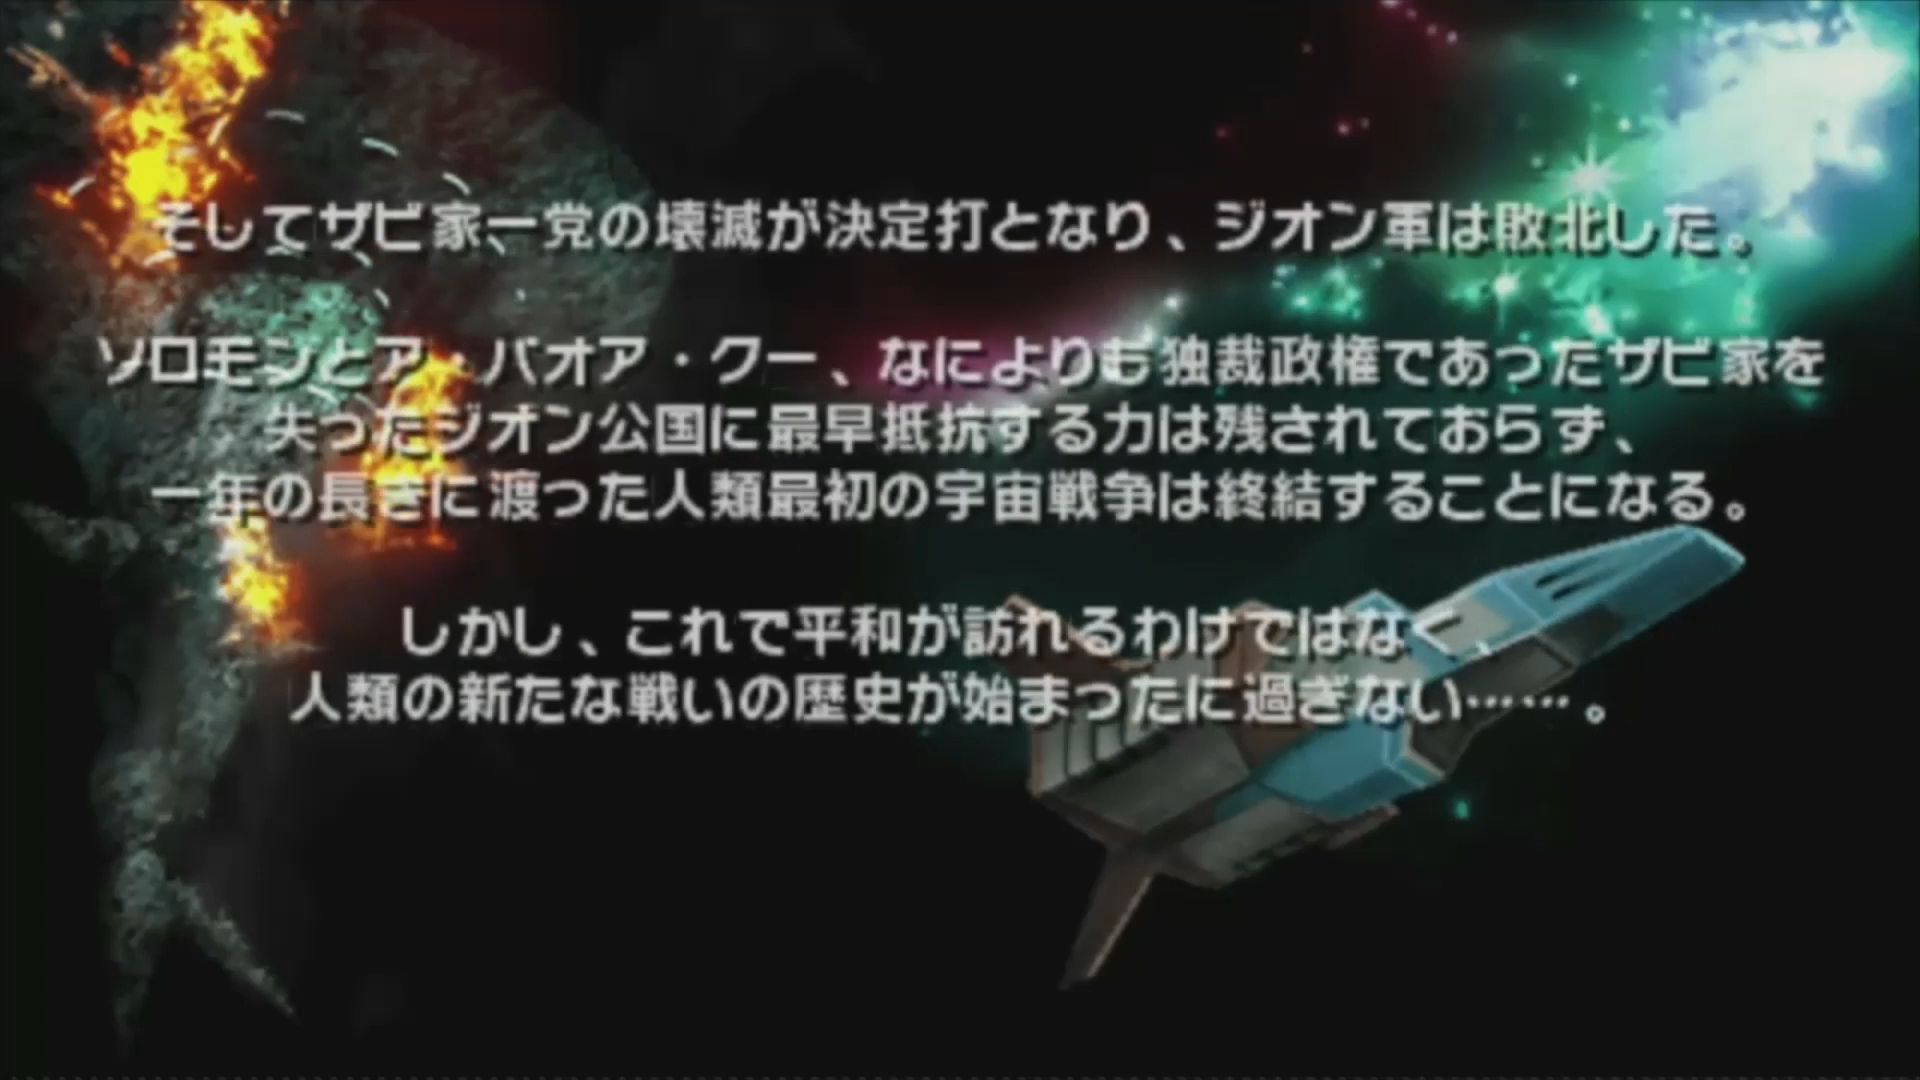 そしてザビ家一党の壊滅が決定打となり、ジオン軍は敗北した。
ソロモンとア・バオア・クー、なによりも独裁政権であったザビ家を
失ったジオン公国に最早抵抗する力は残されておらず、
一年の長きに渡った人類最初の宇宙戦争は終結することになる。
しかし、これで平和が訪れるわけではなく、
人類の新たな戦いの歴史が始まったに過ぎない……。